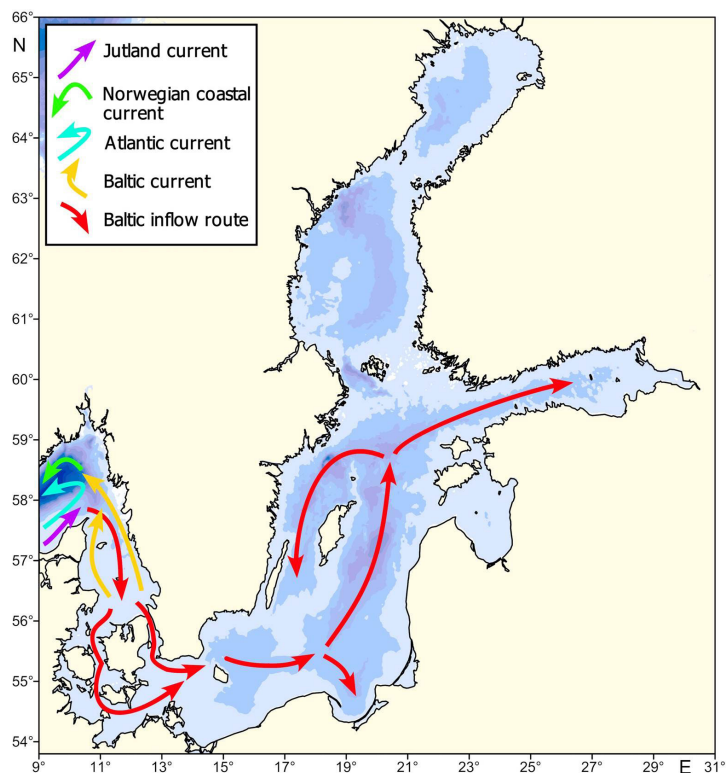 66°
N
65°
64°
63°
62°
61°
60°
59°
58°
57°
56°
55°
54°
Jutland current
Norwegian coastal
current
Atlantic current
Baltic current
Baltic inflow route
9° 11° 13° 15° 17° 19° 21° 23° 25° 27° 29° E 31°